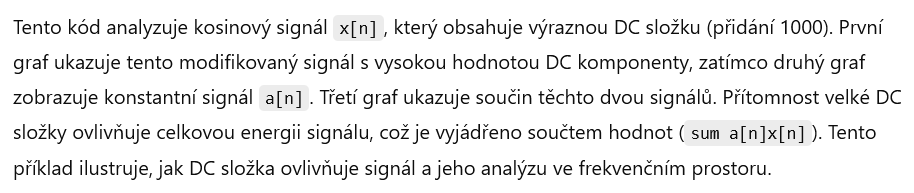 Tento kód analyzuje kosinový signál x[n], který obsahuje výraznou DC složku (přidání 1000). První
graf ukazuje tento modifikovaný signál s vysokou hodnotou DC komponenty, zatímco druhý graf
zobrazuje konstantní signál a[n]. Třetí graf ukazuje součin těchto dvou signálů. Přítomnost velké DC
složky ovlivňuje celkovou energii signálu, což je vyjádřeno součtem hodnot (sum a[n]x[n]). Tento
příklad ilustruje, jak DC složka ovlivňuje signál a jeho analýzu ve frekvenčním prostoru.